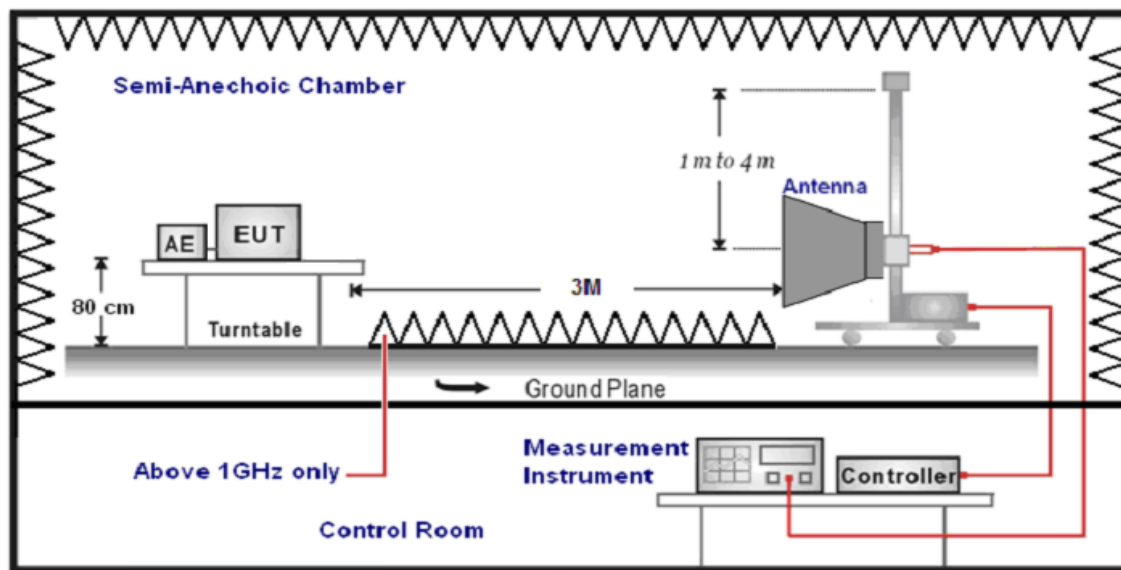 Semi-Anechoic Chamber
1 m to 4 m
Antenna
AE
EUT
80 cm
3M
Turntable
Ground Plane
Above 1GHz only
Measurement
Instrument
Controller
Control Room